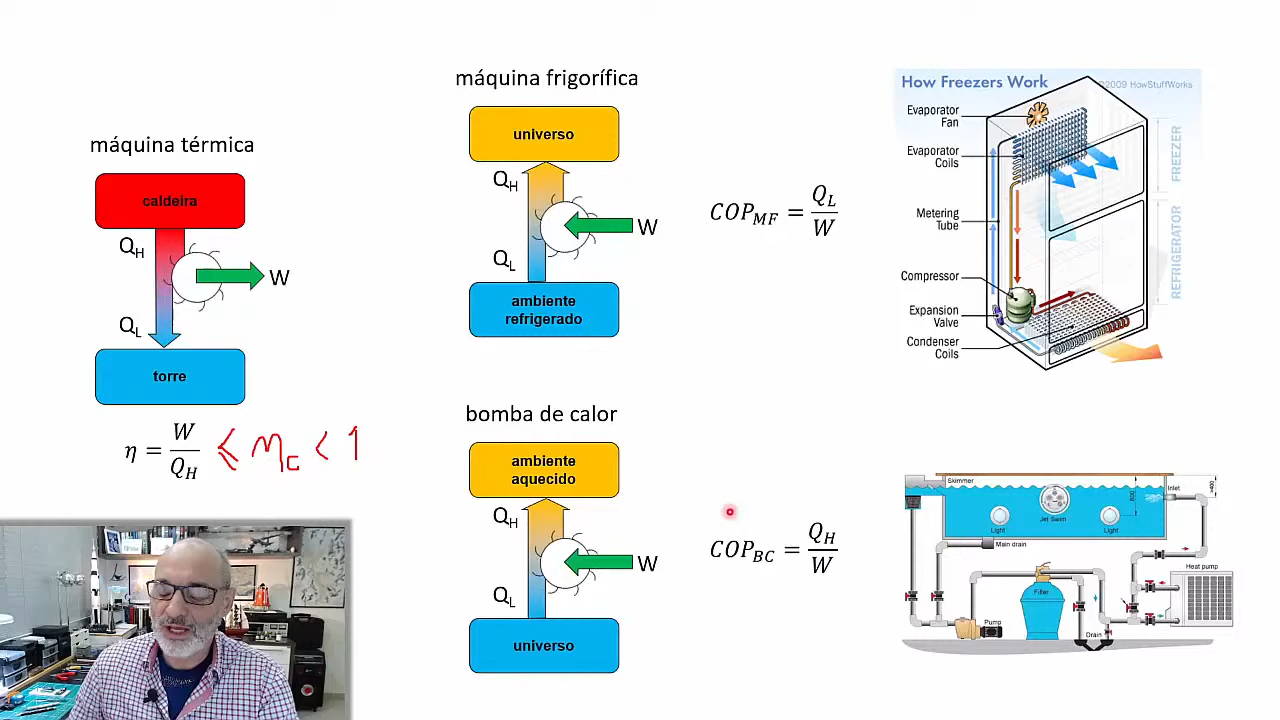 máquina térmica
caldeira
Q_H
W
Q_L
torre
η = W / Q_H ≤ η_C < 1
máquina frigorífica
universo
Q_H
W
Q_L
ambiente
refrigerado
COP_MF = Q_L / W
bomba de calor
ambiente
aquecido
Q_H
W
Q_L
universo
COP_BC = Q_H / W
How Freezers Work
©2009 HowStuffWorks
Evaporator
Fan
Evaporator
Coils
Metering
Tube
Compressor
Expansion
Valve
Condenser
Coils
FREEZER
REFRIGERATOR
Skimmer
Light
Jet Swim
Light
800
~400
Inlet
Main drain
Heat pump
Filter
Pump
Drain